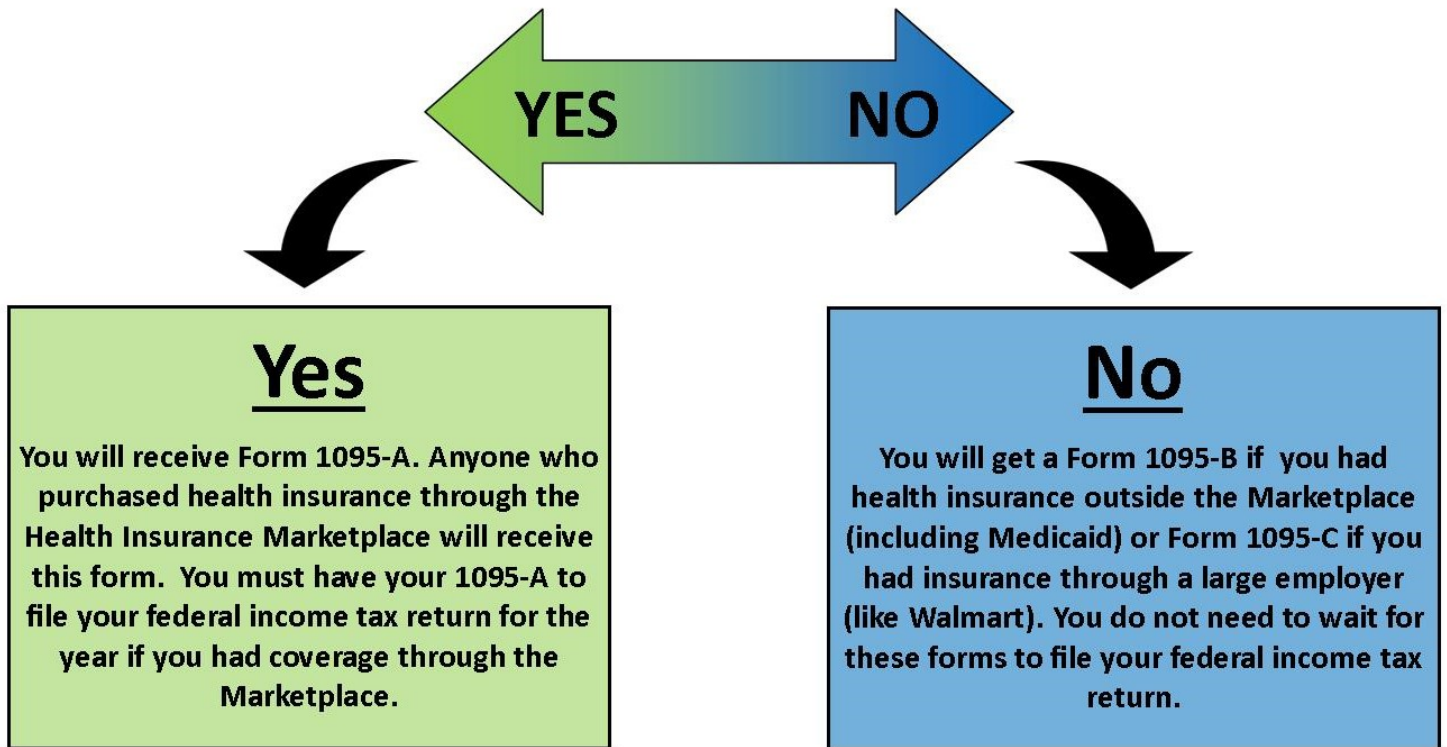 YES NO
Yes
You will receive Form 1095-A. Anyone who
purchased health insurance through the
Health Insurance Marketplace will receive
this form. You must have your 1095-A to
file your federal income tax return for the
year if you had coverage through the
Marketplace.
No
You will get a Form 1095-B if you had
health insurance outside the Marketplace
(including Medicaid) or Form 1095-C if you
had insurance through a large employer
(like Walmart). You do not need to wait for
these forms to file your federal income tax
return.